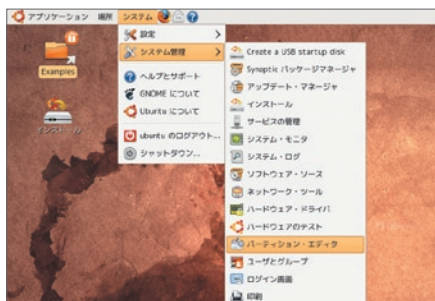 アプリケーション 場所 システム
設定
システム管理
ヘルプとサポート
GNOME について
Ubuntu について
ubuntu のログアウト...
シャットダウン...
Examples
インストール
Create a USB startup disk
Synaptic パッケージマネージャ
アップデート・マネージャ
インストール
サービスの管理
システム・モニタ
システム・ログ
ソフトウェア・ソース
ネットワーク・ツール
ハードウェア・ドライバ
ハードウェアのテスト
パーティション・エディタ
ユーザとグループ
ログイン画面
印刷